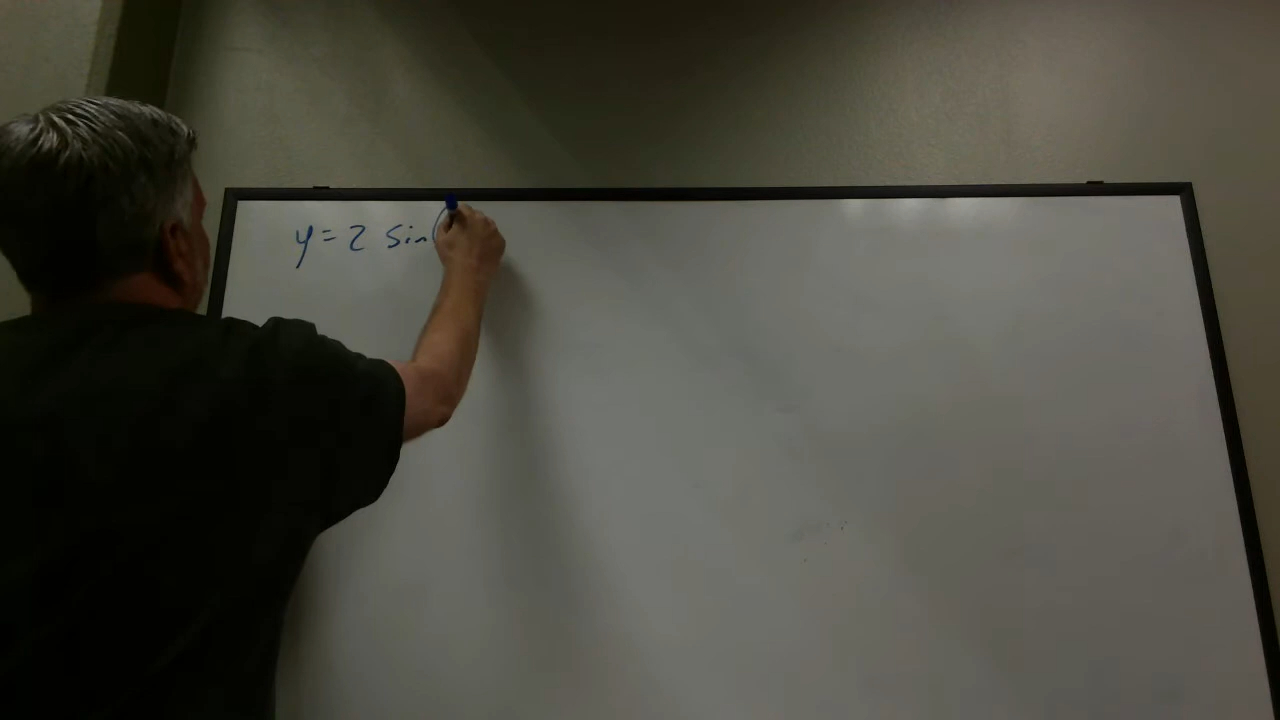 y = 2 sin(